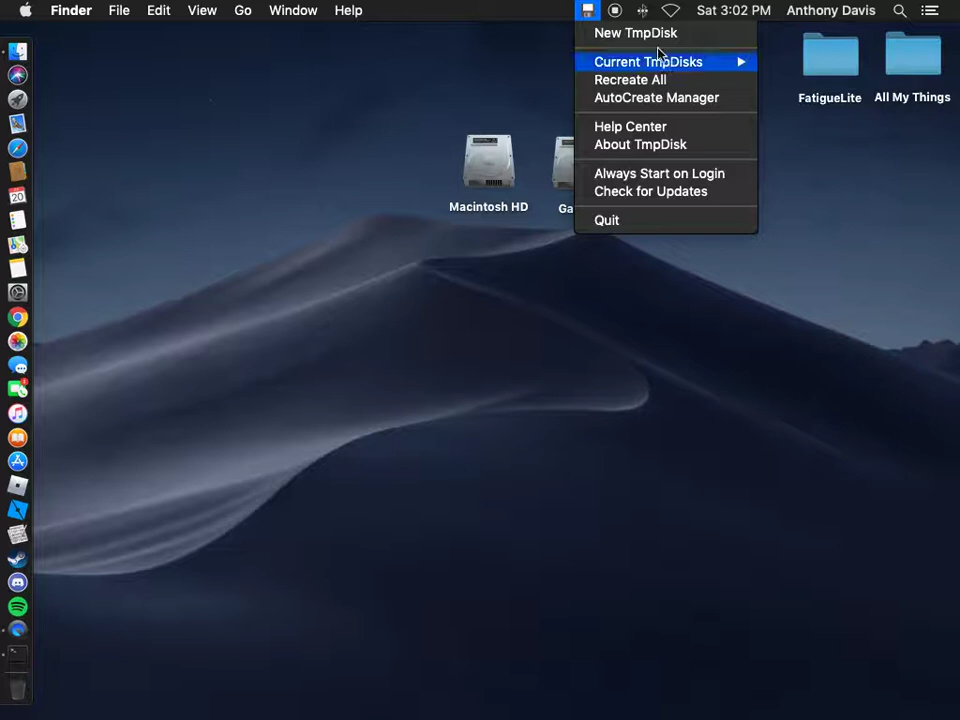 Finder File Edit View Go Window Help Sat 3:02 PM Anthony Davis
New TmpDisk
Current TmpDisks
Recreate All
AutoCreate Manager
Help Center
About TmpDisk
Always Start on Login
Check for Updates
Quit
FatigueLite
All My Things
Macintosh HD
Ga
20